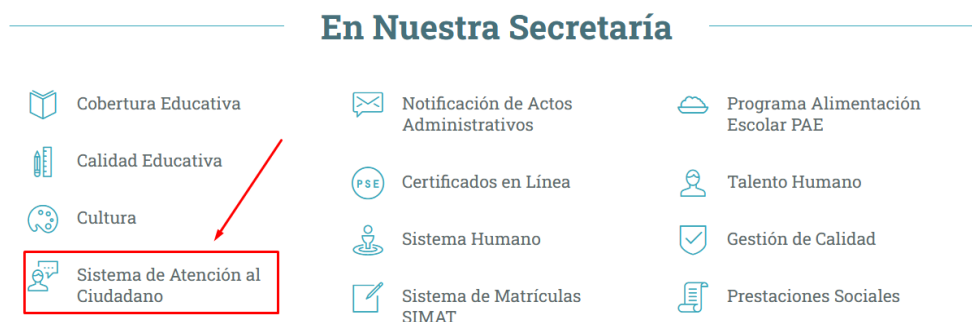 En Nuestra Secretaría
Cobertura Educativa
Calidad Educativa
Cultura
Sistema de Atención al
Ciudadano
Notificación de Actos
Administrativos
PSE
Certificados en Línea
Sistema Humano
Sistema de Matrículas
SIMAT
Programa Alimentación
Escolar PAE
Talento Humano
Gestión de Calidad
Prestaciones Sociales